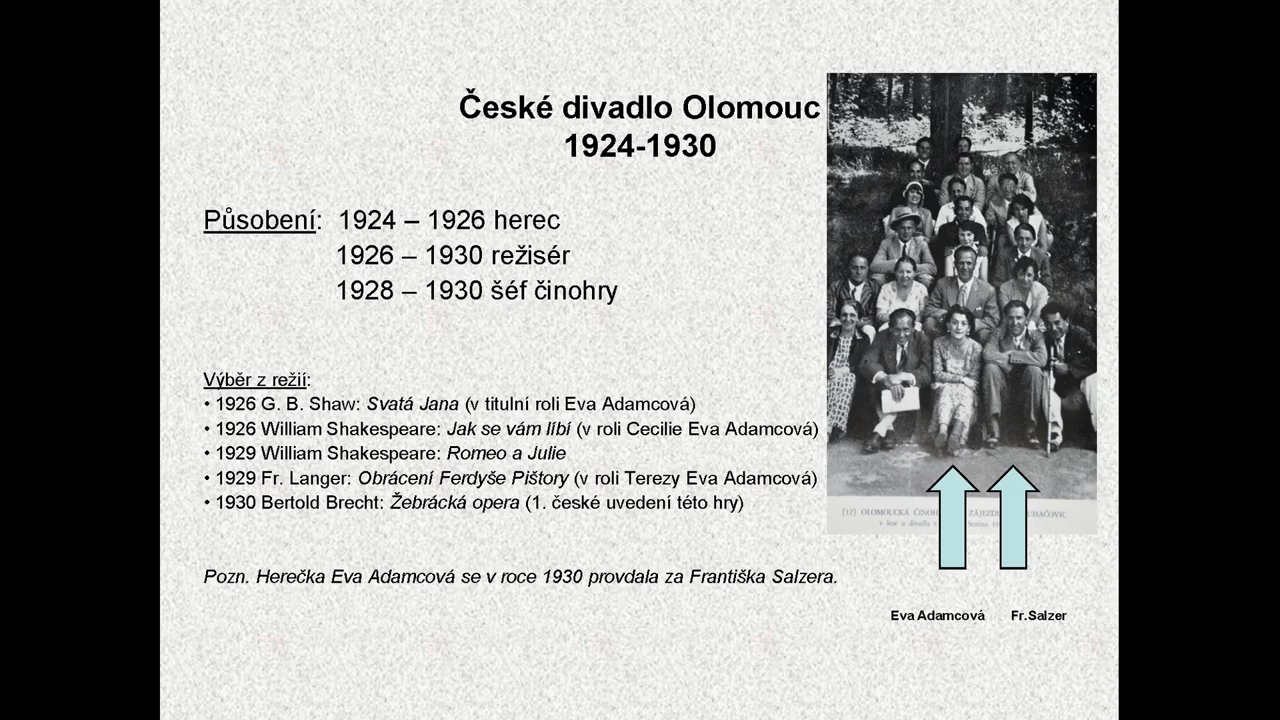 České divadlo Olomouc
1924-1930
Působení: 1924 – 1926 herec
1926 – 1930 režisér
1928 – 1930 šéf činohry
Výběr z režií:
• 1926 G. B. Shaw: Svatá Jana (v titulní roli Eva Adamcová)
• 1926 William Shakespeare: Jak se vám líbí (v roli Cecilie Eva Adamcová)
• 1929 William Shakespeare: Romeo a Julie
• 1929 Fr. Langer: Obrácení Ferdyše Pištory (v roli Terezy Eva Adamcová)
• 1930 Bertold Brecht: Žebrácká opera (1. české uvedení této hry)
Pozn. Herečka Eva Adamcová se v roce 1930 provdala za Františka Salzera.
[12] OLOMOUCKÁ
v lese u divadla v
Eva Adamcová Fr.Salzer